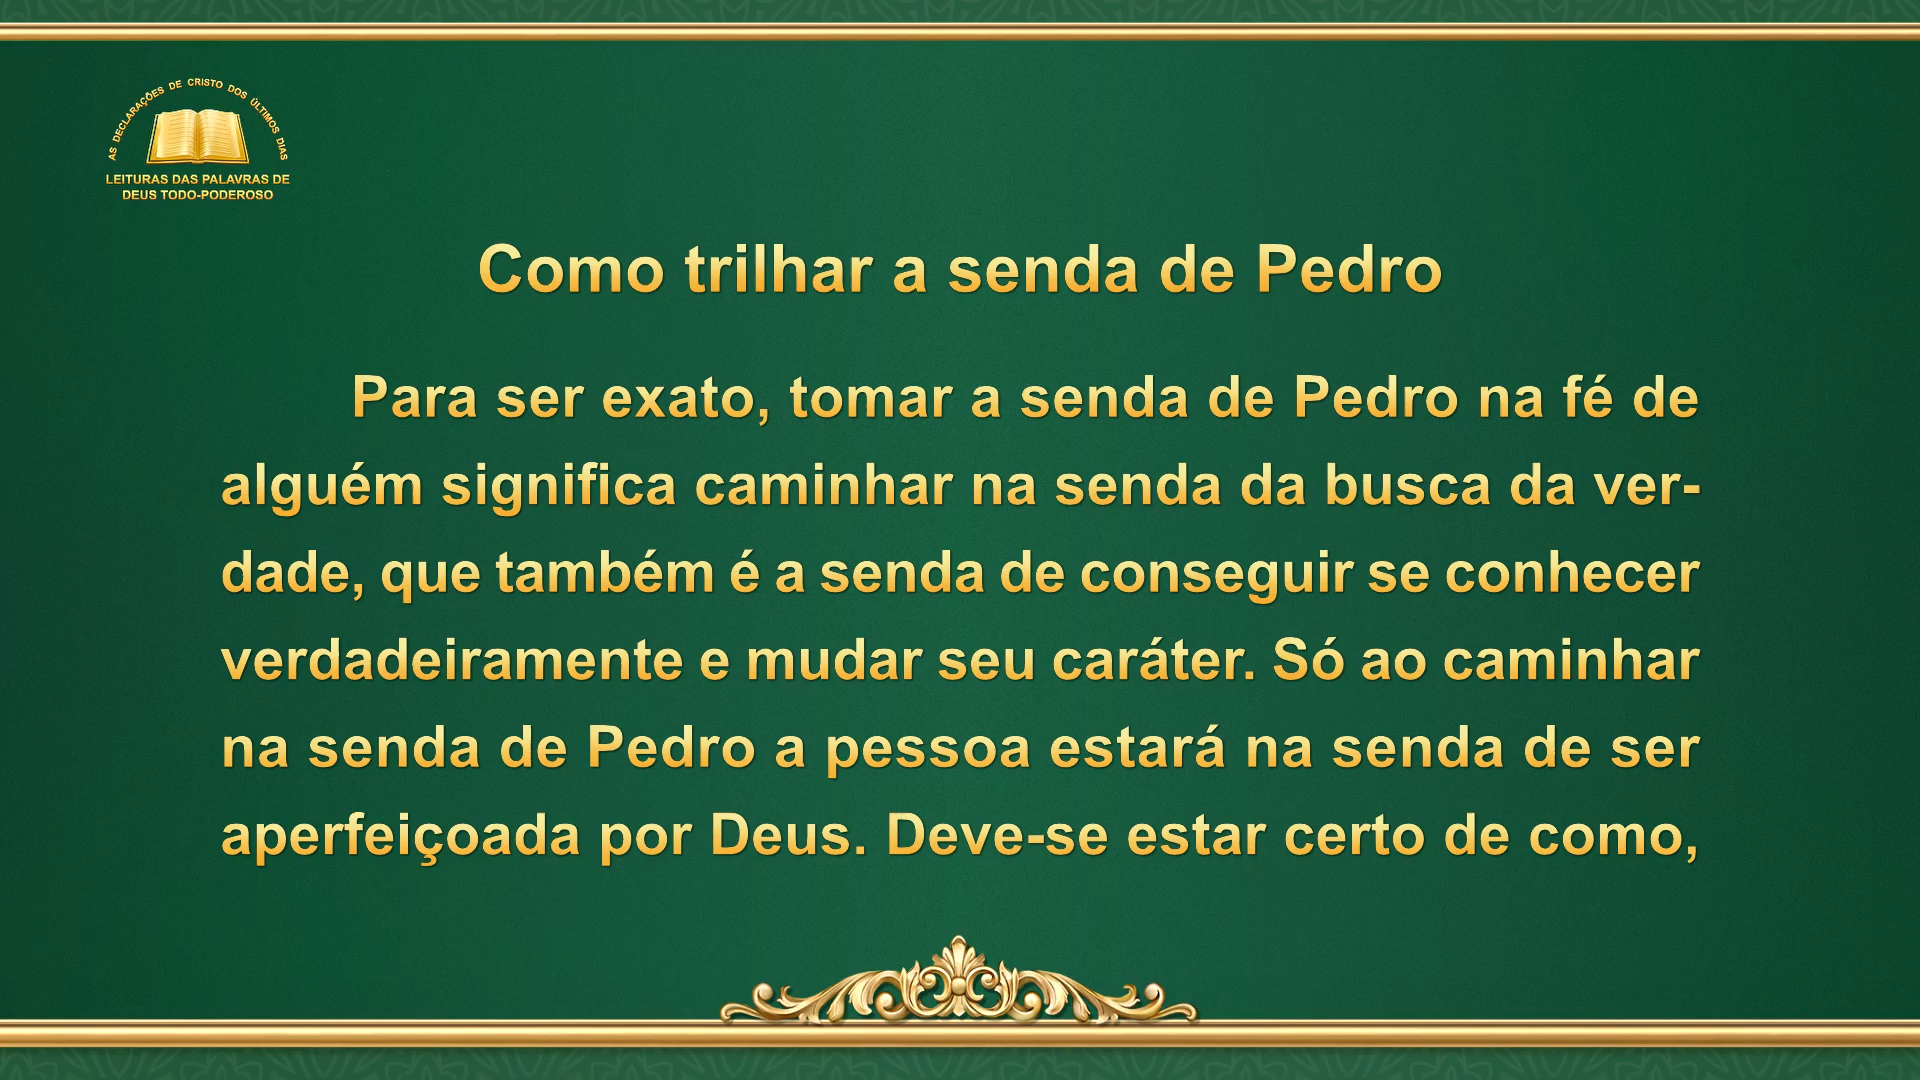 AS DECLARAÇÕES DE CRISTO DOS ÚLTIMOS DIAS
LEITURAS DAS PALAVRAS DE
DEUS TODO-PODEROSO
Como trilhar a senda de Pedro
Para ser exato, tomar a senda de Pedro na fé de
alguém significa caminhar na senda da busca da ver-
dade, que também é a senda de conseguir se conhecer
verdadeiramente e mudar seu caráter. Só ao caminhar
na senda de Pedro a pessoa estará na senda de ser
aperfeiçoada por Deus. Deve-se estar certo de como,